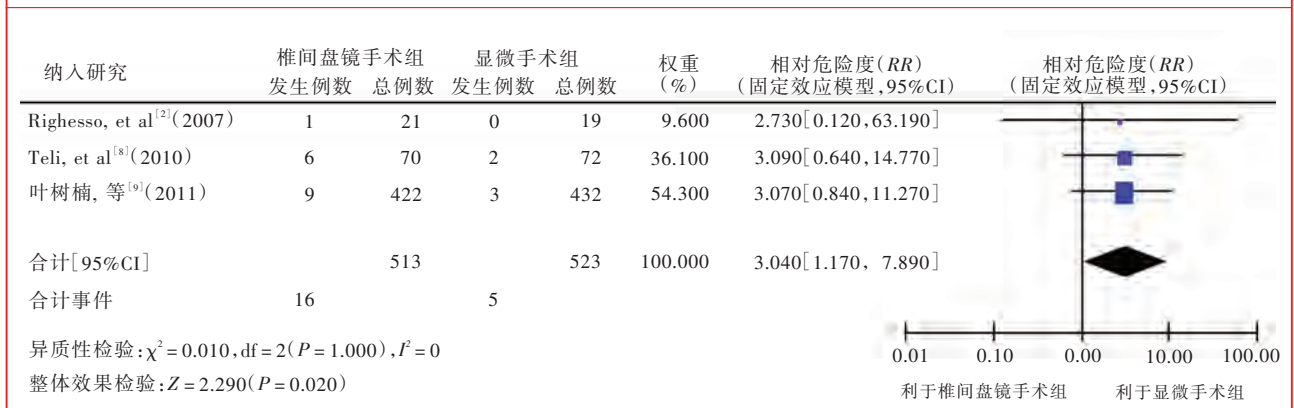 纳入研究 椎间盘镜手术组 显微手术组 权重(%) 相对危险度(RR) 相对危险度(RR)
发生例数 总例数 发生例数 总例数 (固定效应模型,95%CI) (固定效应模型,95%CI)
Righesso, et al[2](2007) 1 21 0 19 9.600 2.730[0.120,63.190]
Teli, et al[8](2010) 6 70 2 72 36.100 3.090[0.640,14.770]
叶树楠, 等[9](2011) 9 422 3 432 54.300 3.070[0.840,11.270]
合计[95%CI] 513 523 100.000 3.040[1.170, 7.890]
合计事件 16 5
异质性检验:χ²=0.010,df=2(P=1.000),I²=0
整体效果检验:Z=2.290(P=0.020)
0.01 0.10 0.00 10.00 100.00
利于椎间盘镜手术组 利于显微手术组